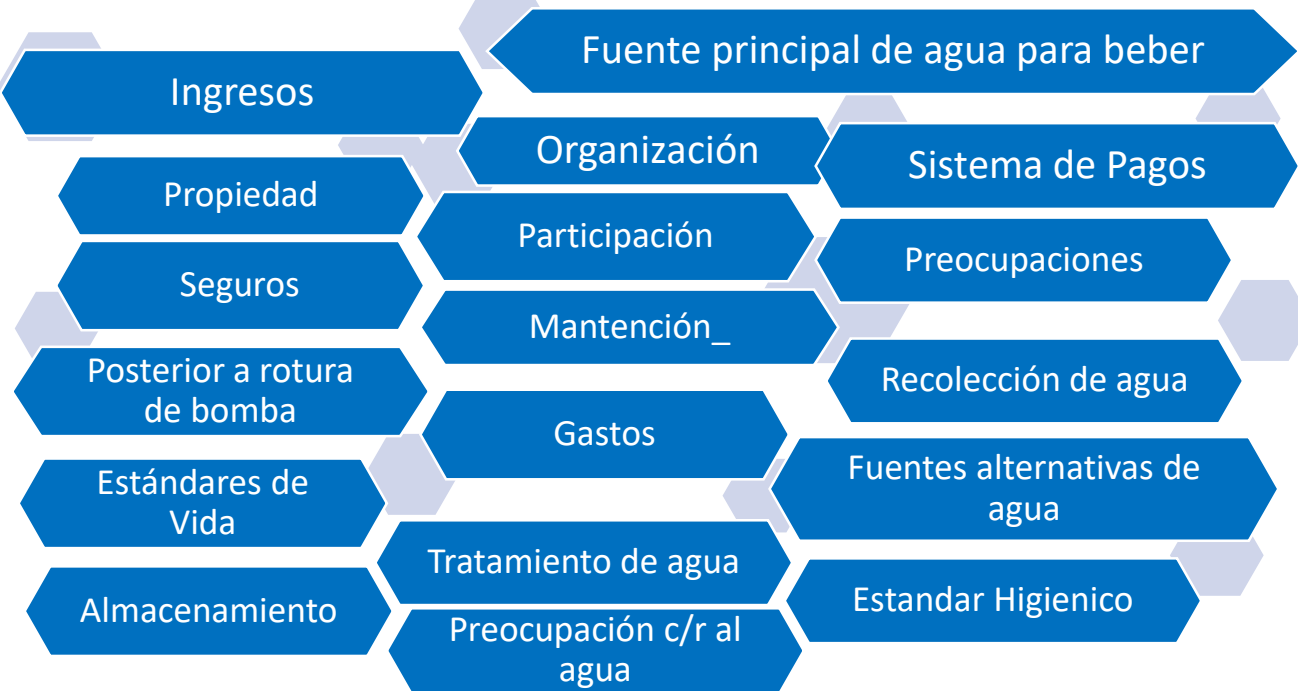 Fuente principal de agua para beber
Ingresos
Organización
Sistema de Pagos
Propiedad
Participación
Preocupaciones
Seguros
Mantención_
Posterior a rotura
de bomba
Recolección de agua
Gastos
Fuentes alternativas de
agua
Estándares de
Vida
Tratamiento de agua
Estandar Higienico
Almacenamiento
Preocupación c/r al
agua